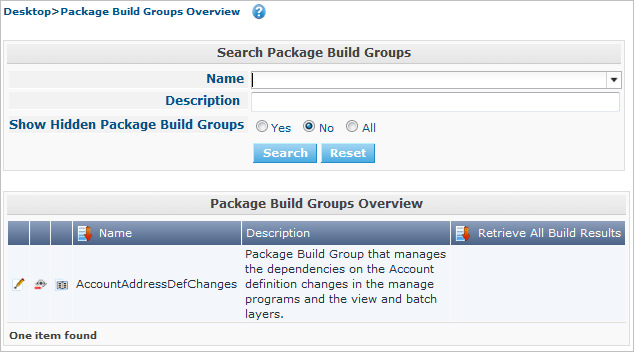 Desktop>Package Build Groups Overview ?
Search Package Build Groups
Name
Description
Show Hidden Package Build Groups Yes No All
Search Reset
Package Build Groups Overview
Name Description Retrieve All Build Results
AccountAddressDefChanges
Package Build Group that manages
the dependencies on the Account
definition changes in the manage
programs and the view and batch
layers.
One item found